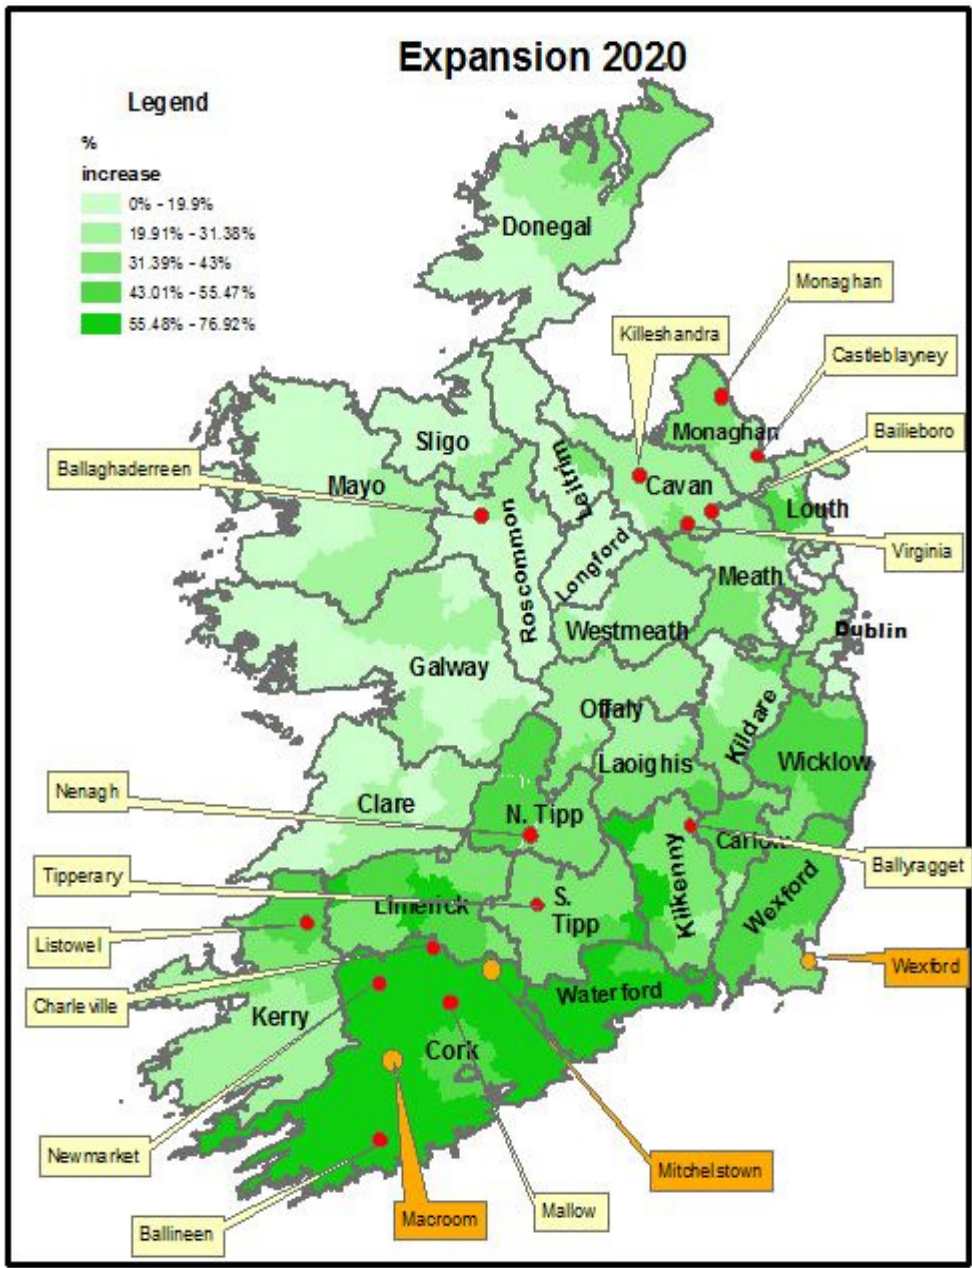 Expansion 2020
Legend
%
increase
0% - 19.9%
19.91% - 31.38%
31.39% - 43%
43.01% - 55.47%
55.48% - 76.92%
Donegal
Monaghan
Killeshandra
Castleblayney
Bailieboro
Monaghan
Sligo
Ballaghaderreen
Mayo
Leitrim
Cavan
Louth
Roscommon
Virginia
Longford
Meath
Westmeath
Dublin
Galway
Offaly
Kildare
Laoighis
Wicklow
Nenagh
Clare
N. Tipp
Carlow
Kilkenny
Ballyragget
Tipperary
Limerick
S.
Tipp
Wexford
Listowel
Wexford
Charleville
Waterford
Kerry
Cork
Newmarket
Mitchelstown
Mallow
Macroom
Ballineen